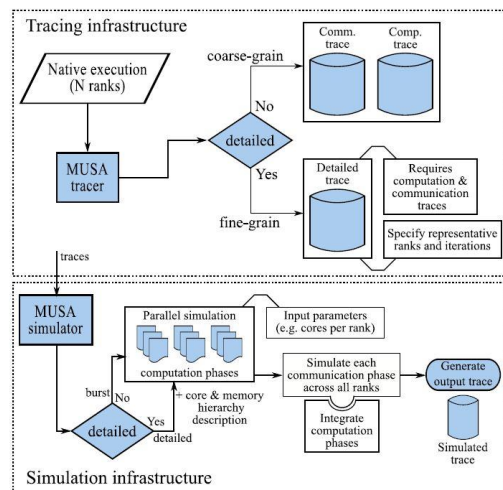 Tracing infrastructure
Native execution
(N ranks)
MUSA
tracer
detailed
No
Yes
coarse-grain
fine-grain
Comm.
trace
Comp.
trace
Detailed
trace
Requires
computation &
communication
traces
Specify representative
ranks and iterations
traces
MUSA
simulator
detailed
burst
No
Yes
detailed
+ core & memory
hierarchy
description
Parallel simulation
computation phases
Input parameters
(e.g. cores per rank)
Simulate each
communication phase
across all ranks
Integrate
computation
phases
Generate
output trace
Simulated
trace
Simulation infrastructure